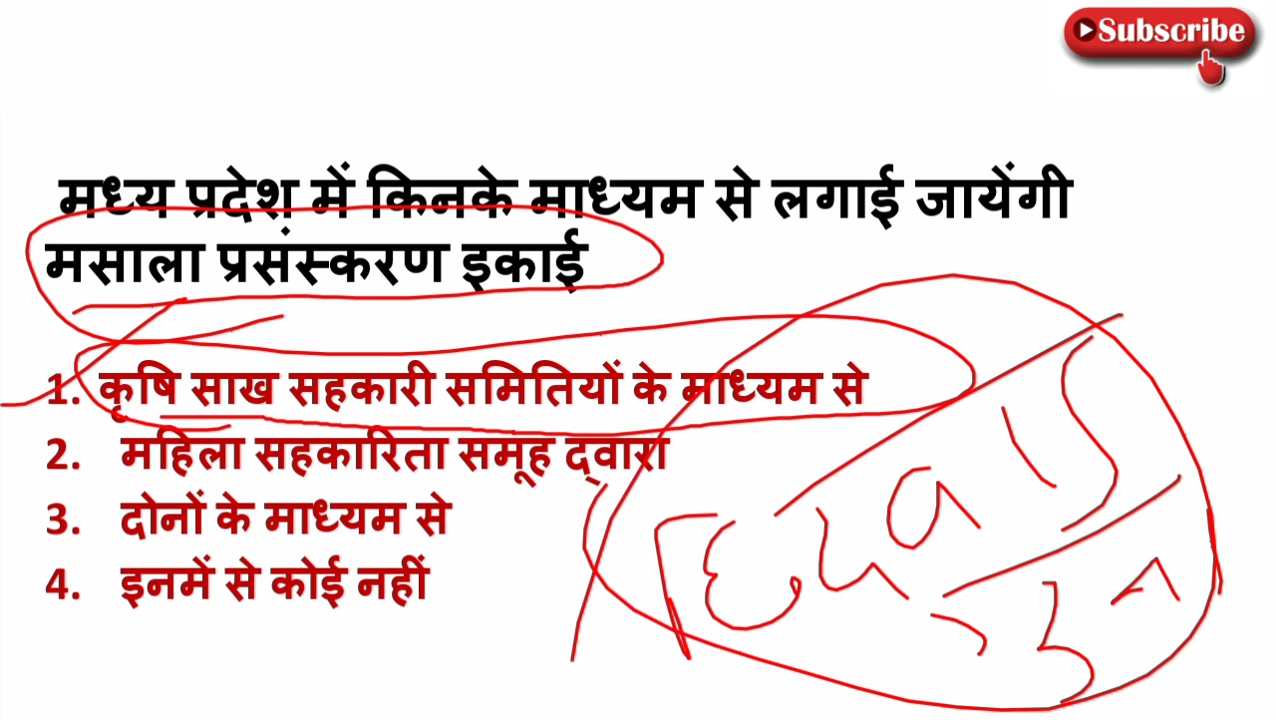 Subscribe
मध्य प्रदेश में किनके माध्यम से लगाई जायेंगी
मसाला प्रसंस्करण इकाई
1. कृषि साख सहकारी समितियों के माध्यम से
2. महिला सहकारिता समूह द्वारा
3. दोनों के माध्यम से
4. इनमें से कोई नहीं